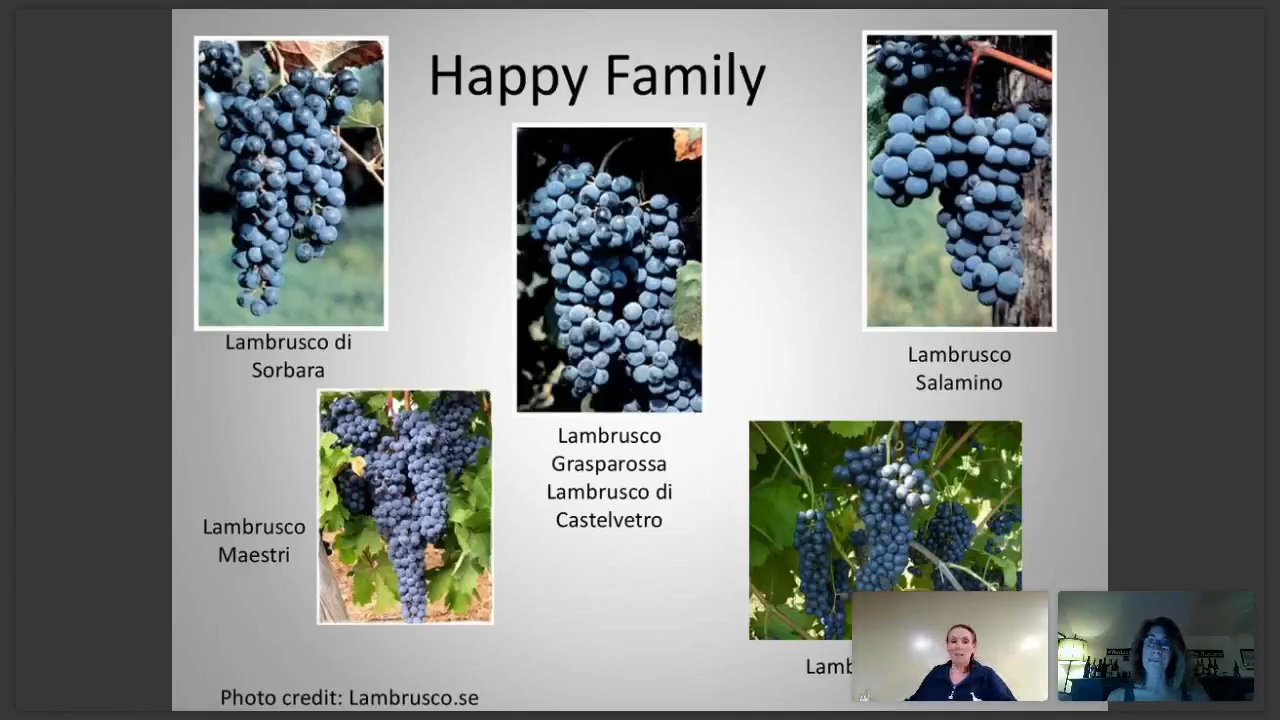 Happy Family
Lambrusco di
Sorbara
Lambrusco
Salamino
Lambrusco
Grasparossa
Lambrusco di
Castelvetro
Lambrusco
Maestri
Lamb
Photo credit: Lambrusco.se